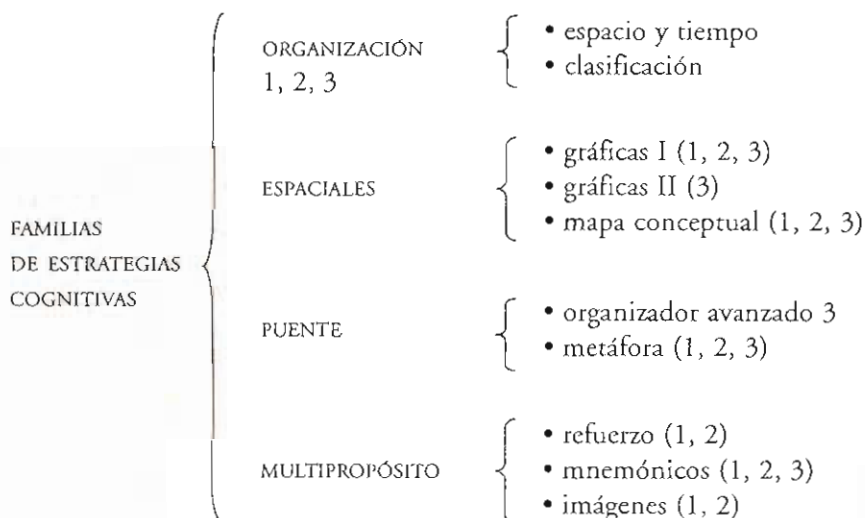 FAMILIAS
DE ESTRATEGIAS
COGNITIVAS
ORGANIZACIÓN
1, 2, 3
• espacio y tiempo
• clasificación
ESPACIALES
• gráficas I (1, 2, 3)
• gráficas II (3)
• mapa conceptual (1, 2, 3)
PUENTE
• organizador avanzado 3
• metáfora (1, 2, 3)
MULTIPROPÓSITO
• refuerzo (1, 2)
• mnemónicos (1, 2, 3)
• imágenes (1, 2)